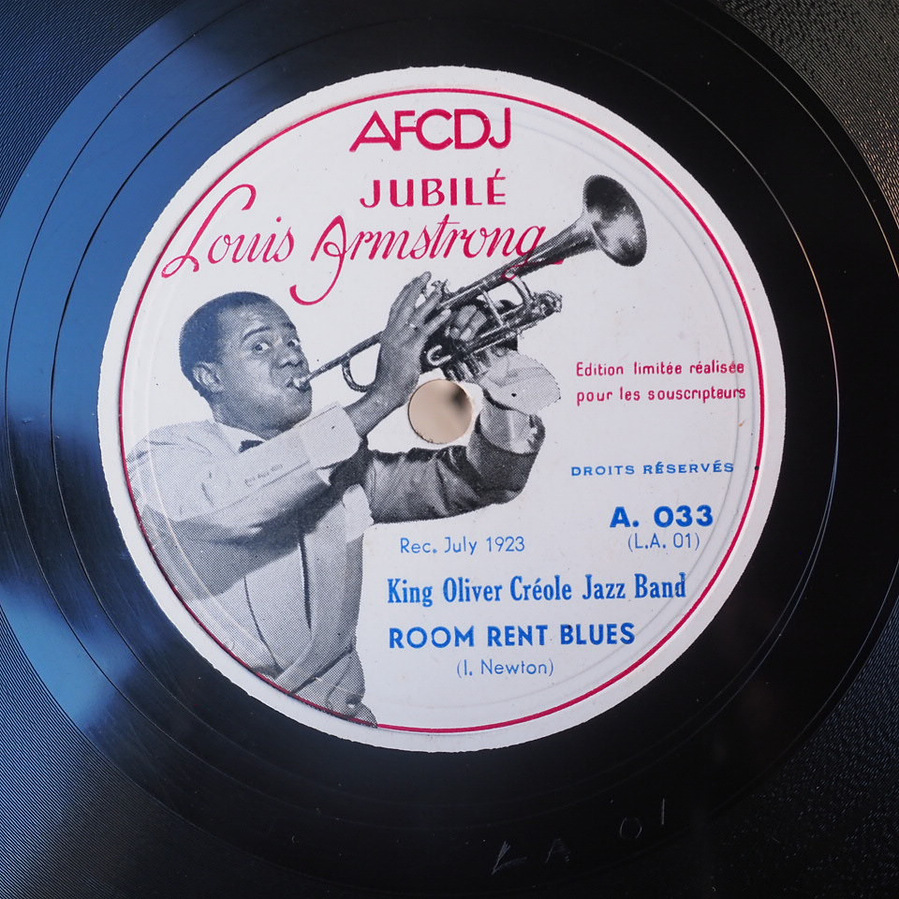 AFCDJ
JUBILÉ
Louis Armstrong
Edition limitée réalisée
pour les souscripteurs
DROITS RÉSERVÉS
A. 033
(L.A. 01)
Rec. July 1923
King Oliver Créole Jazz Band
ROOM RENT BLUES
(I. Newton)
LA 01